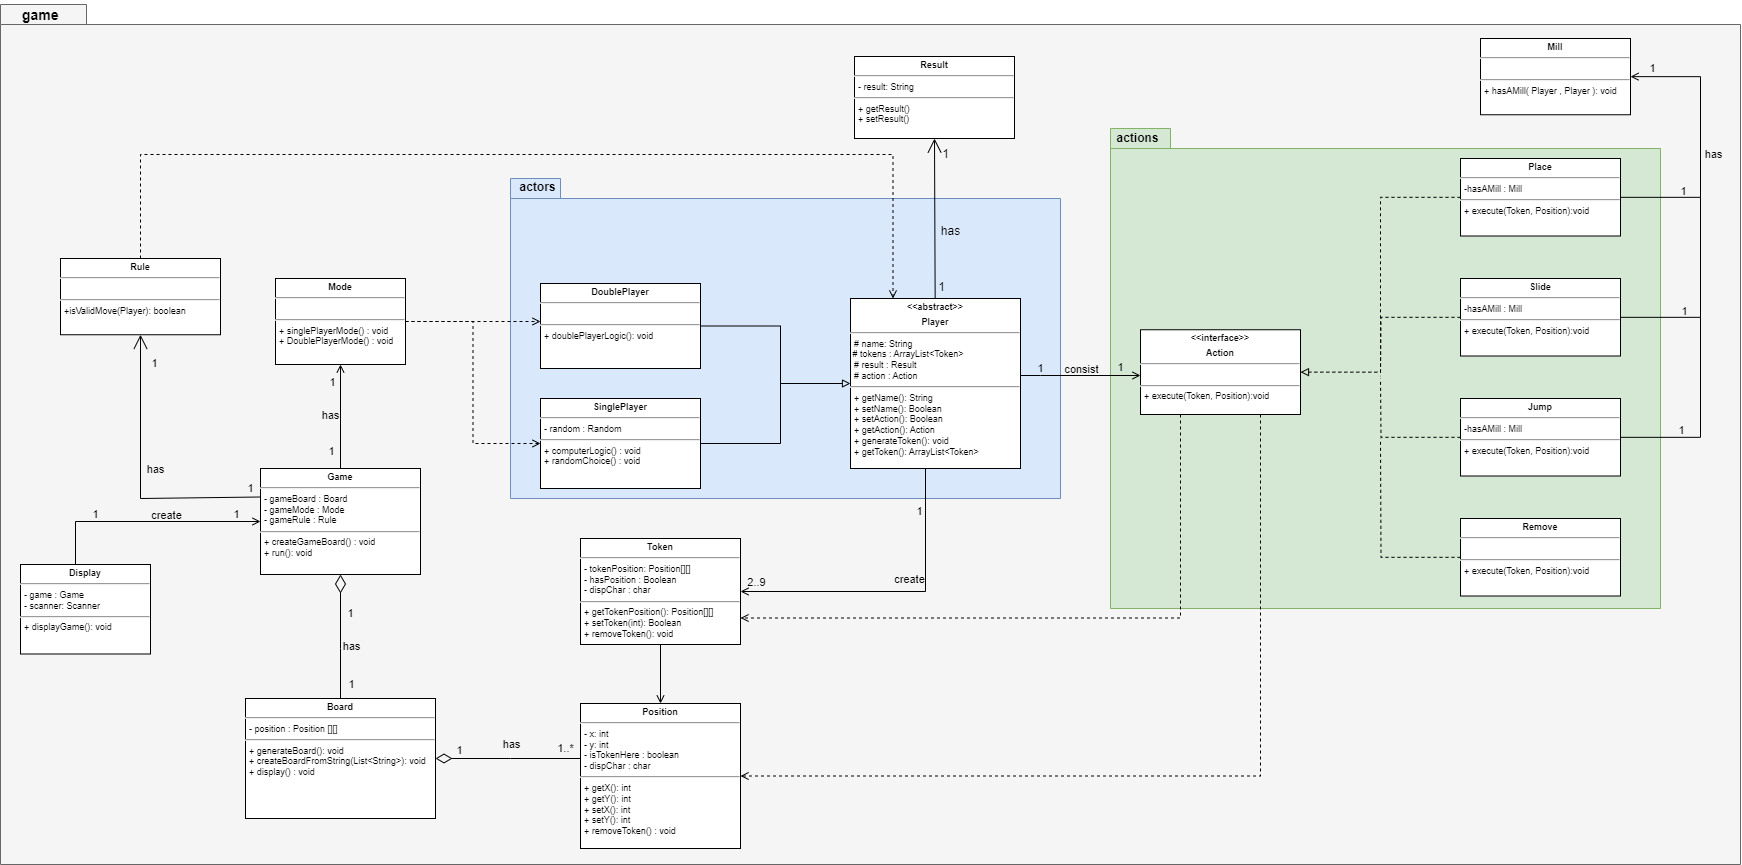 game
Result
- result: String
+ getResult()
+ setResult()
1
has
1
Mill
+ hasAMill( Player , Player ): void
1
has
actions
Place
-hasAMill : Mill
+ execute(Token, Position):void
1
Slide
-hasAMill : Mill
+ execute(Token, Position):void
1
Jump
-hasAMill : Mill
+ execute(Token, Position):void
1
Remove
+ execute(Token, Position):void
<<interface>>
Action
+ execute(Token, Position):void
1 consist 1
actors
DoublePlayer
+ doublePlayerLogic(): void
SinglePlayer
- random : Random
+ computerLogic() : void
+ randomChoice() : void
<<abstract>>
Player
# name: String
# tokens : ArrayList<Token>
# result : Result
# action : Action
+ getName(): String
+ setName(): Boolean
+ setAction(): Boolean
+ getAction(): Action
+ generateToken(): void
+ getToken(): ArrayList<Token>
1
create
2..9
Rule
+isValidMove(Player): boolean
1
has
1
Mode
+ singlePlayerMode() : void
+ DoublePlayerMode() : void
1
has
1
Game
- gameBoard : Board
- gameMode : Mode
- gameRule : Rule
+ createGameBoard() : void
+ run(): void
1 create 1
Display
- game : Game
- scanner: Scanner
+ displayGame(): void
1
has
1
Board
- position : Position [][]
+ generateBoard(): void
+ createBoardFromString(List<String>): void
+ display() : void
1 has 1..*
Token
- tokenPosition: Position[][]
- hasPosition : Boolean
- dispChar : char
+ getTokenPosition(): Position[][]
+ setToken(int): Boolean
+ removeToken(): void
Position
- x: int
- y: int
- isTokenHere : boolean
- dispChar : char
+ getX(): int
+ getY(): int
+ setX(): int
+ setY(): int
+ removeToken() : void